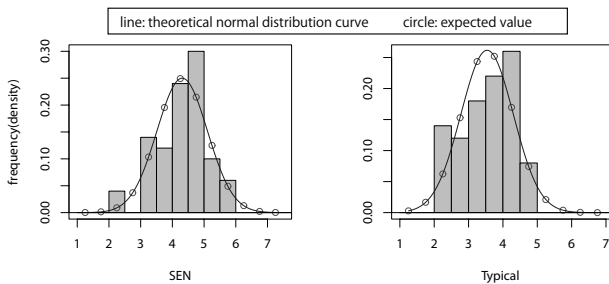 line: theoretical normal distribution curve circle: expected value
frequency(density)
0.30
0.20
0.10
0.00
1 2 3 4 5 6 7
SEN
0.20
0.10
0.00
1 2 3 4 5 6 7
Typical